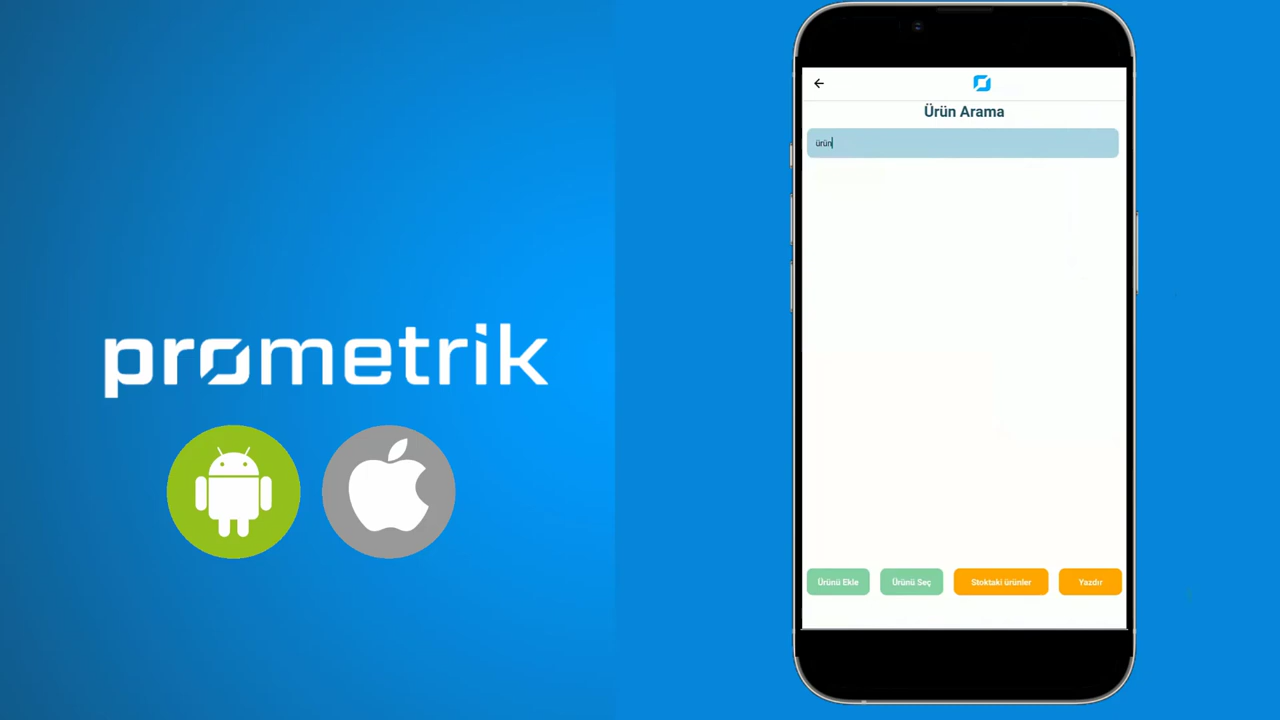 prometrik
Ürün Arama
ürün
Ürünü Ekle
Ürünü Seç
Stoktaki ürünler
Yazdır